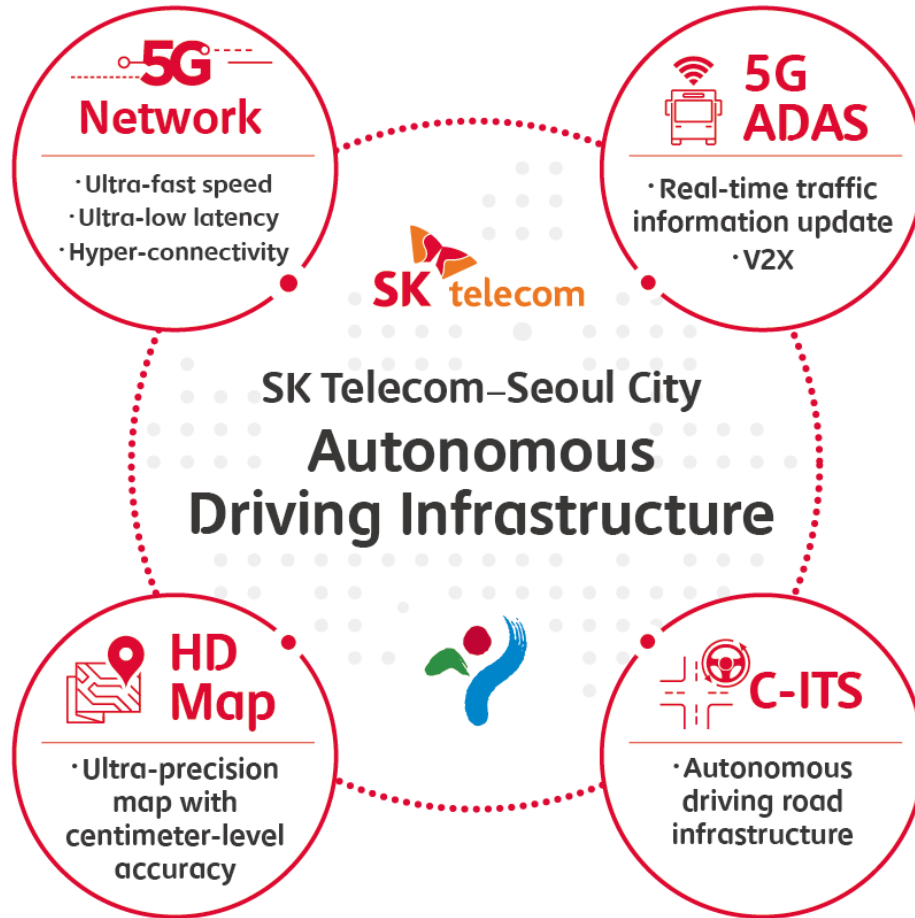 5G
Network
· Ultra-fast speed
· Ultra-low latency
· Hyper-connectivity
5G
ADAS
· Real-time traffic
information update
· V2X
SK telecom
SK Telecom–Seoul City
Autonomous
Driving Infrastructure
HD
Map
· Ultra-precision
map with
centimeter-level
accuracy
C-ITS
· Autonomous
driving road
infrastructure